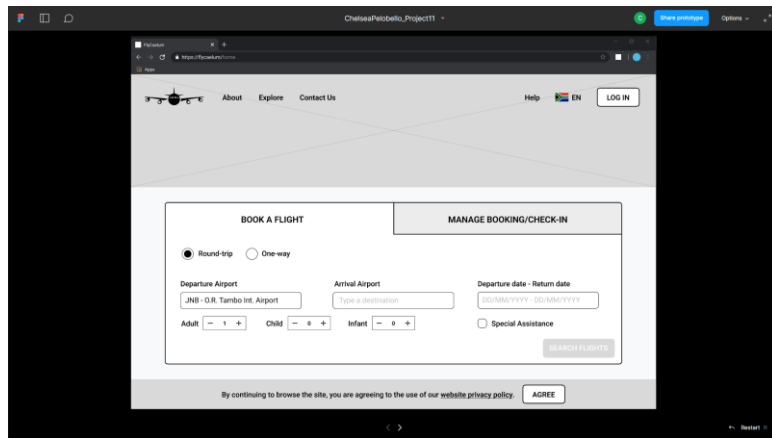 ChelseaPelobello_Project11
C
Share prototype
Options
FlyCaelum
https://flycaelum/home
Apps
About
Explore
Contact Us
Help
EN
LOG IN
BOOK A FLIGHT
MANAGE BOOKING/CHECK-IN
Round-trip
One-way
Departure Airport
Arrival Airport
Departure date - Return date
JNB - O.R. Tambo Int. Airport
Type a destination
DD/MM/YYYY - DD/MM/YYYY
Adult - 1 +
Child - 0 +
Infant - 0 +
Special Assistance
SEARCH FLIGHTS
By continuing to browse the site, you are agreeing to the use of our website privacy policy.
AGREE
Restart